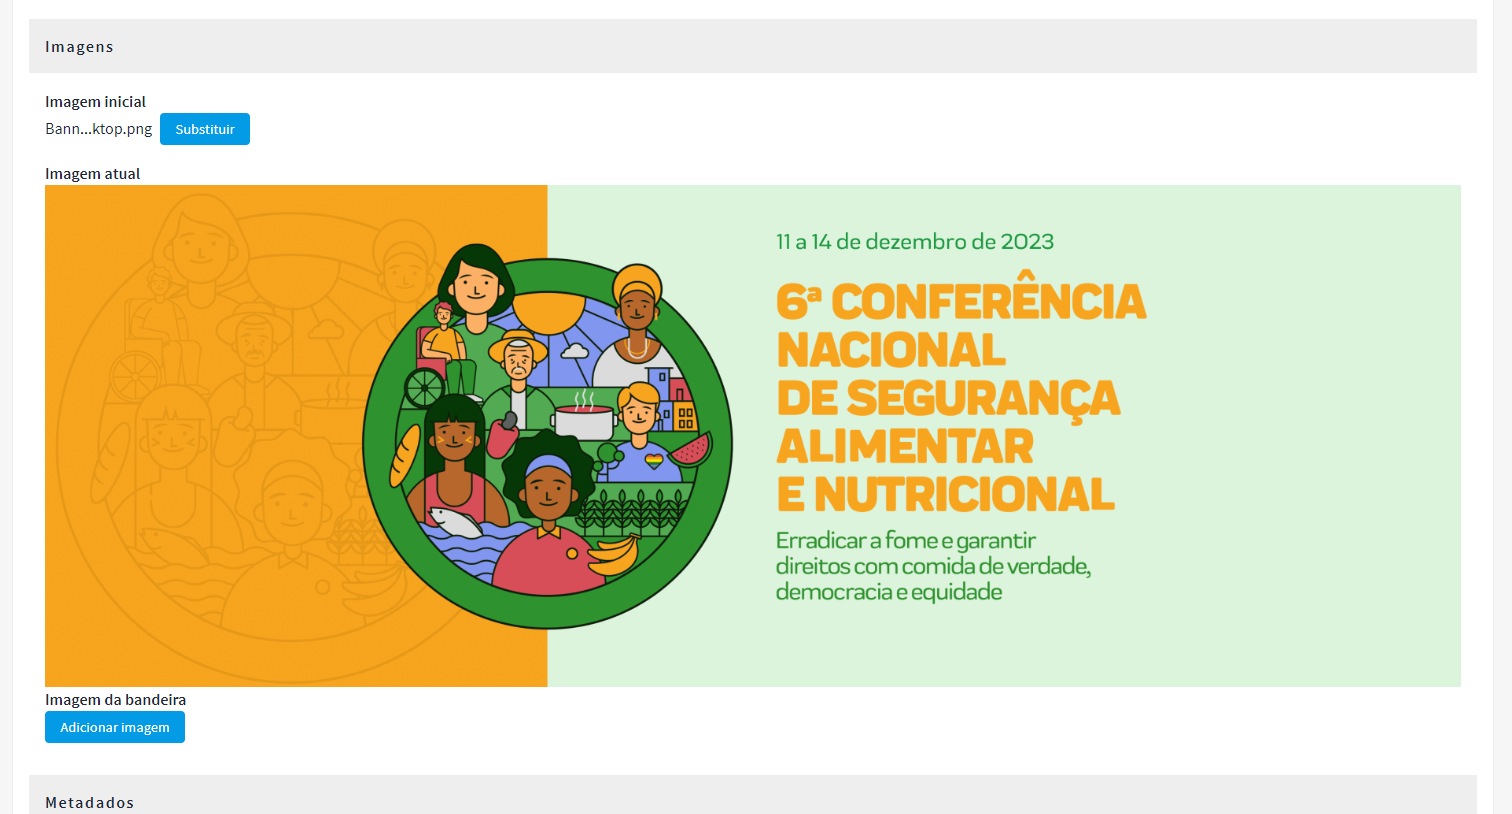 Imagens
Imagem inicial
Bann...ktop.png
Substituir
Imagem atual
11 a 14 de dezembro de 2023
6ª CONFERÊNCIA
NACIONAL
DE SEGURANÇA
ALIMENTAR
E NUTRICIONAL
Erradicar a fome e garantir
direitos com comida de verdade,
democracia e equidade
Imagem da bandeira
Adicionar imagem
Metadados